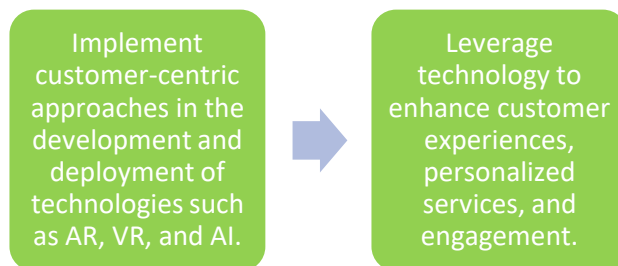 Implement
customer-centric
approaches in the
development and
deployment of
technologies such
as AR, VR, and AI.
Leverage
technology to
enhance customer
experiences,
personalized
services, and
engagement.